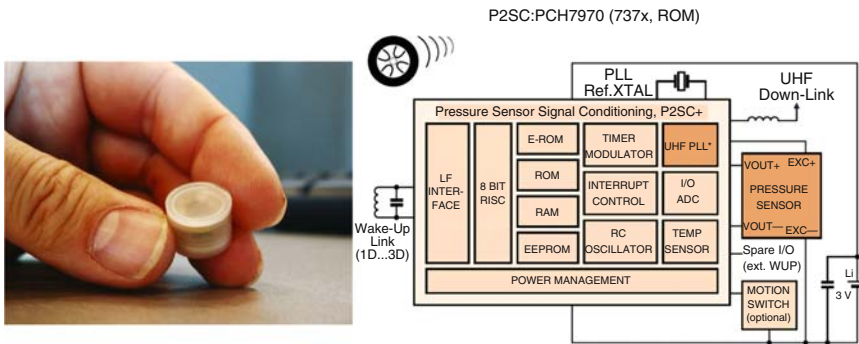 P2SC:PCH7970 (737x, ROM)
PLL
Ref.XTAL
UHF
Down-Link
Pressure Sensor Signal Conditioning, P2SC+
LF
INTER-
FACE
8 BIT
RISC
E-ROM
ROM
RAM
EEPROM
TIMER
MODULATOR
INTERRUPT
CONTROL
RC
OSCILLATOR
UHF PLL*
I/O
ADC
TEMP
SENSOR
POWER MANAGEMENT
Wake-Up
Link
(1D...3D)
VOUT+ EXC+
PRESSURE
SENSOR
VOUT— EXC—
Spare I/O
(ext. WUP)
MOTION
SWITCH
(optional)
Li
3 V